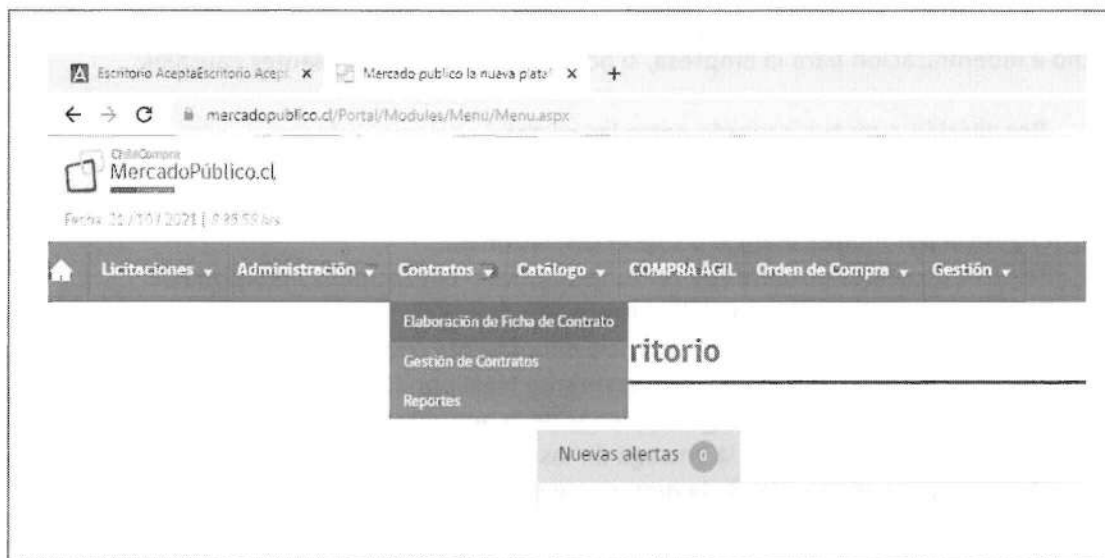 Escritorio AceptaEscritorio Acept
Mercado publico la nueva plata
mercadopublico.cl/Portal/Modules/Menu/Menu.aspx
ChileCompra
MercadoPúblico.cl
Licitaciones
Administración
Contratos
Catálogo
COMPRA ÁGIL
Orden de Compra
Gestión
Elaboración de Ficha de Contrato
Gestión de Contratos
Reportes
ritorio
Nuevas alertas 0